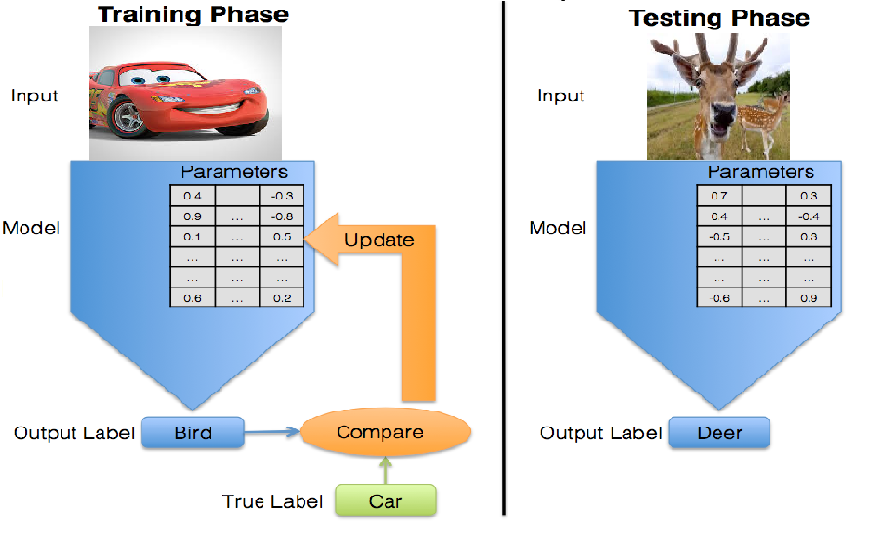 Training Phase
Input
Model
Parameters
0.4 -0.3
0.9 ... -0.8
0.1 ... 0.5
... ... ...
... ... ...
0.6 ... 0.2
Update
Output Label
Bird
Compare
True Label
Car
Testing Phase
Input
Model
Parameters
0.7 0.3
0.4 ... -0.4
-0.5 ... 0.3
... ... ...
... ... ...
-0.6 ... 0.9
Output Label
Deer